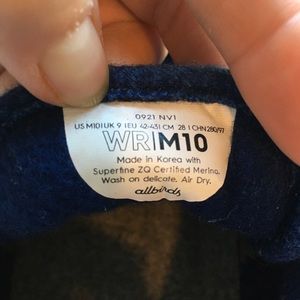 0921 NV1
US M10 | UK 9 | EU 42-43 | CM 28 | CHN 280/97
WR|M10
Made in Korea with
Superfine ZQ Certified Merino.
Wash on delicate. Air Dry.
allbirds